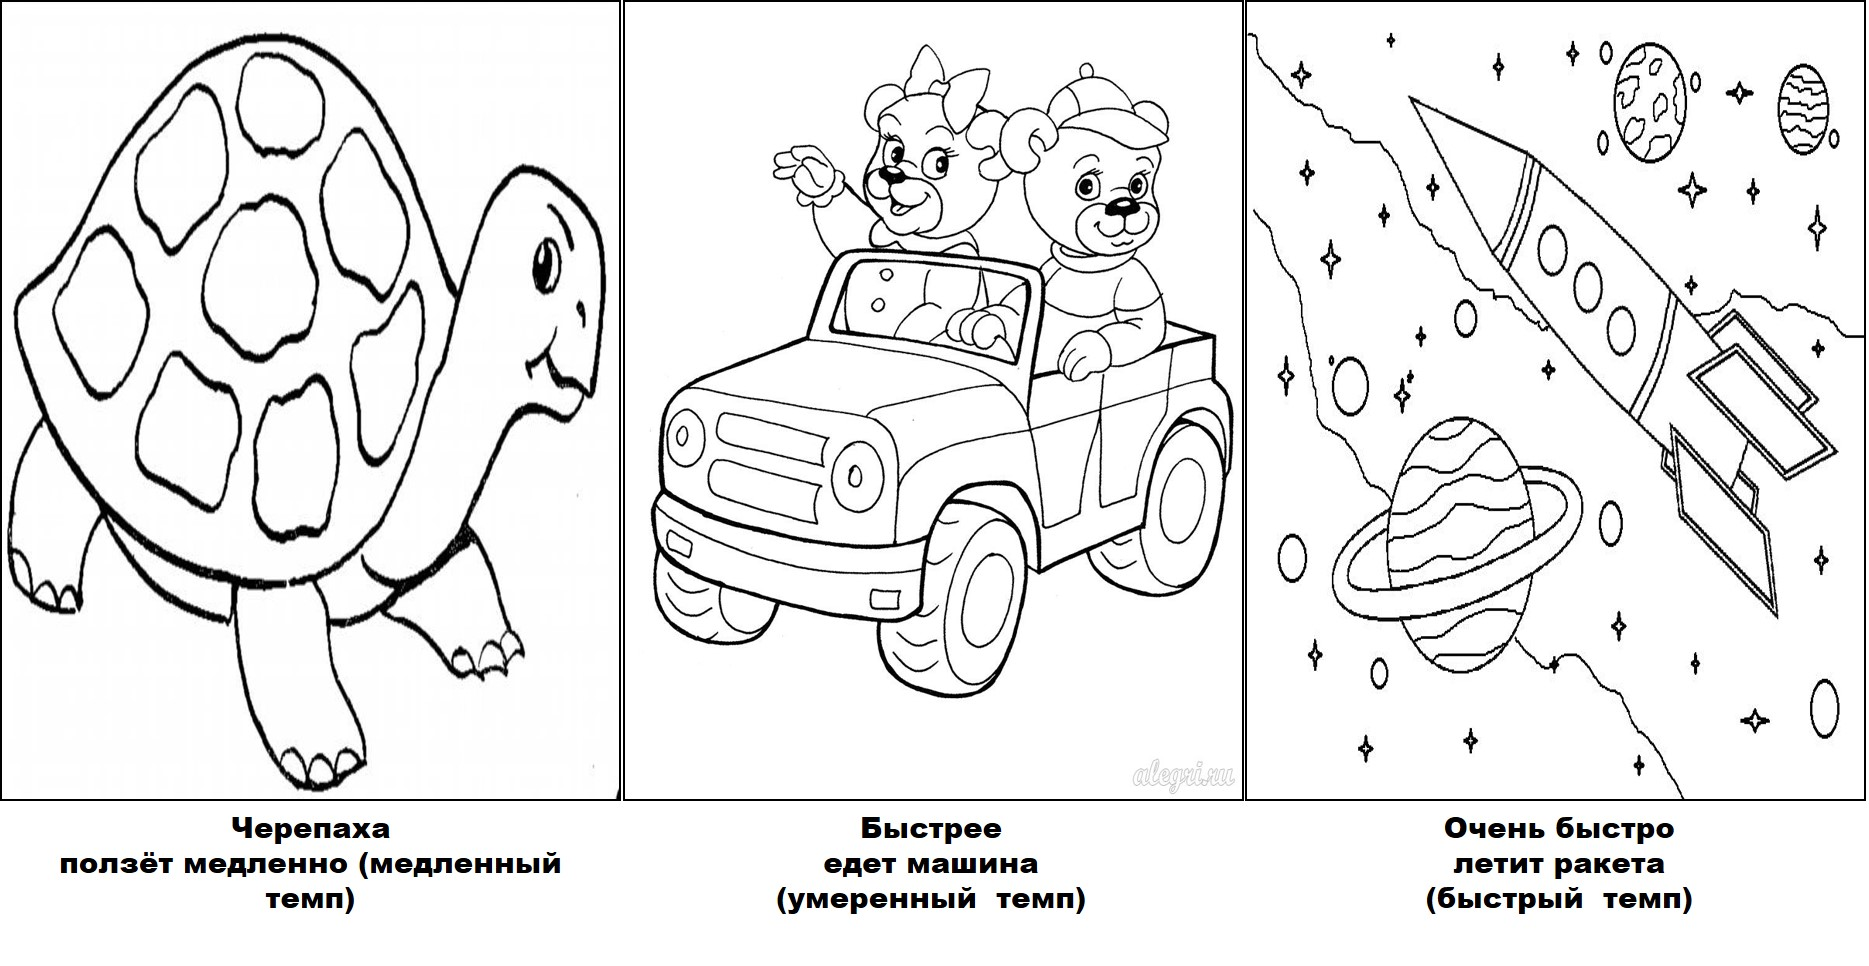 alegri.ru
Черепаха
ползёт медленно (медленный
темп)
Быстрее
едет машина
(умеренный  темп)
Очень быстро
летит ракета
(быстрый  темп)